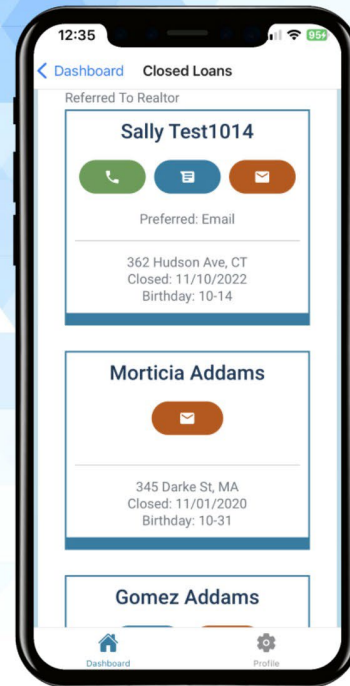 12:35
95+
Dashboard
Closed Loans
Referred To Realtor
Sally Test1014
Preferred: Email
362 Hudson Ave, CT
Closed: 11/10/2022
Birthday: 10-14
Morticia Addams
345 Darke St, MA
Closed: 11/01/2020
Birthday: 10-31
Gomez Addams
Dashboard
Profile